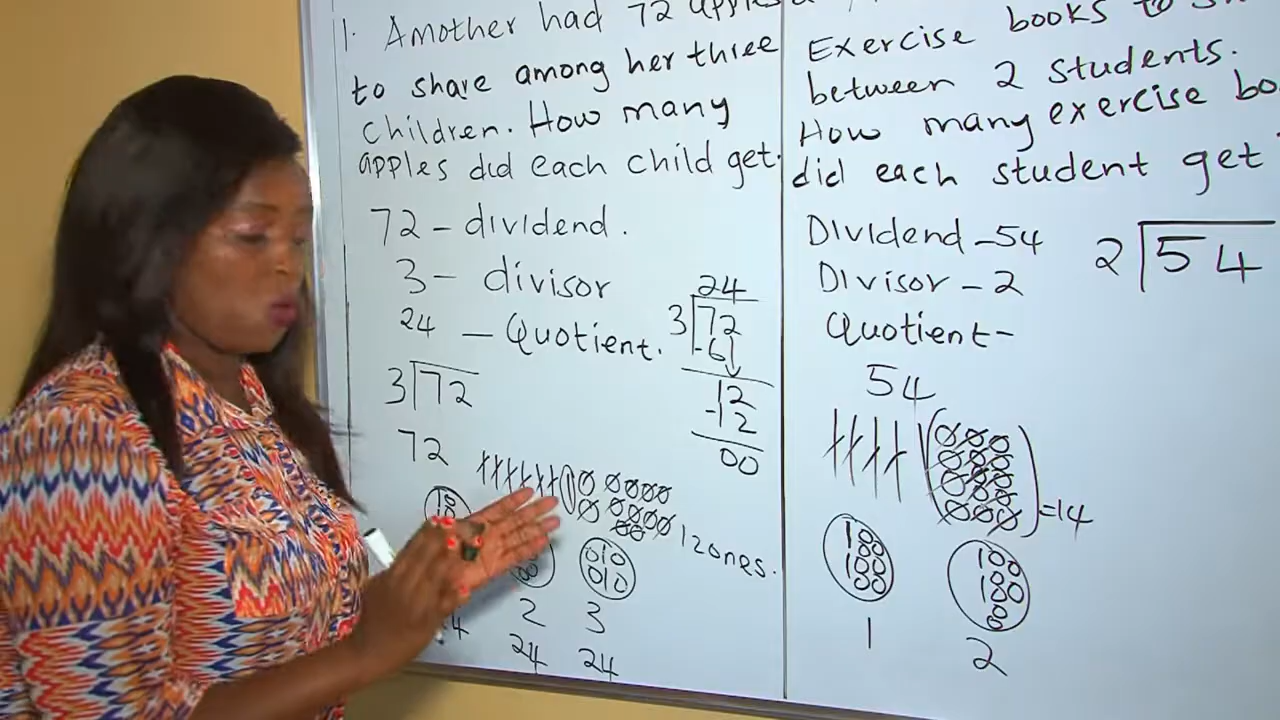 1. Amother had 72 apples
to share among her three
children. How many
apples did each child get.
72 - dividend.
3 - divisor
24 - Quotient.
3 72
72
12ones.
2 3
24 24
24
3 72
-6
12
-12
00
Exercise books to
between 2 students.
How many exercise bo
did each student get
Dividend - 54
Divisor - 2
Quotient -
2 54
54
=14
1 2